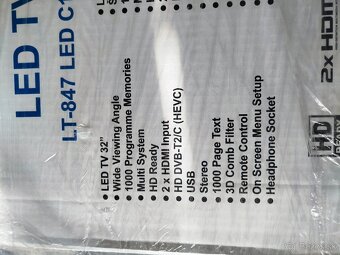 LED TV
LT-847 LED C1
• LED TV 32"
• Wide Viewing Angle
• 1000 Programme Memories
• Multi System
• HD Ready
• 2 x HDMI Input
• HD DVB-T2/C (HEVC)
• USB
• Stereo
• 1000 Page Text
• 3D Comb Filter
• Remote Control
• On Screen Menu Setup
• Headphone Socket
HD
2x HDMI